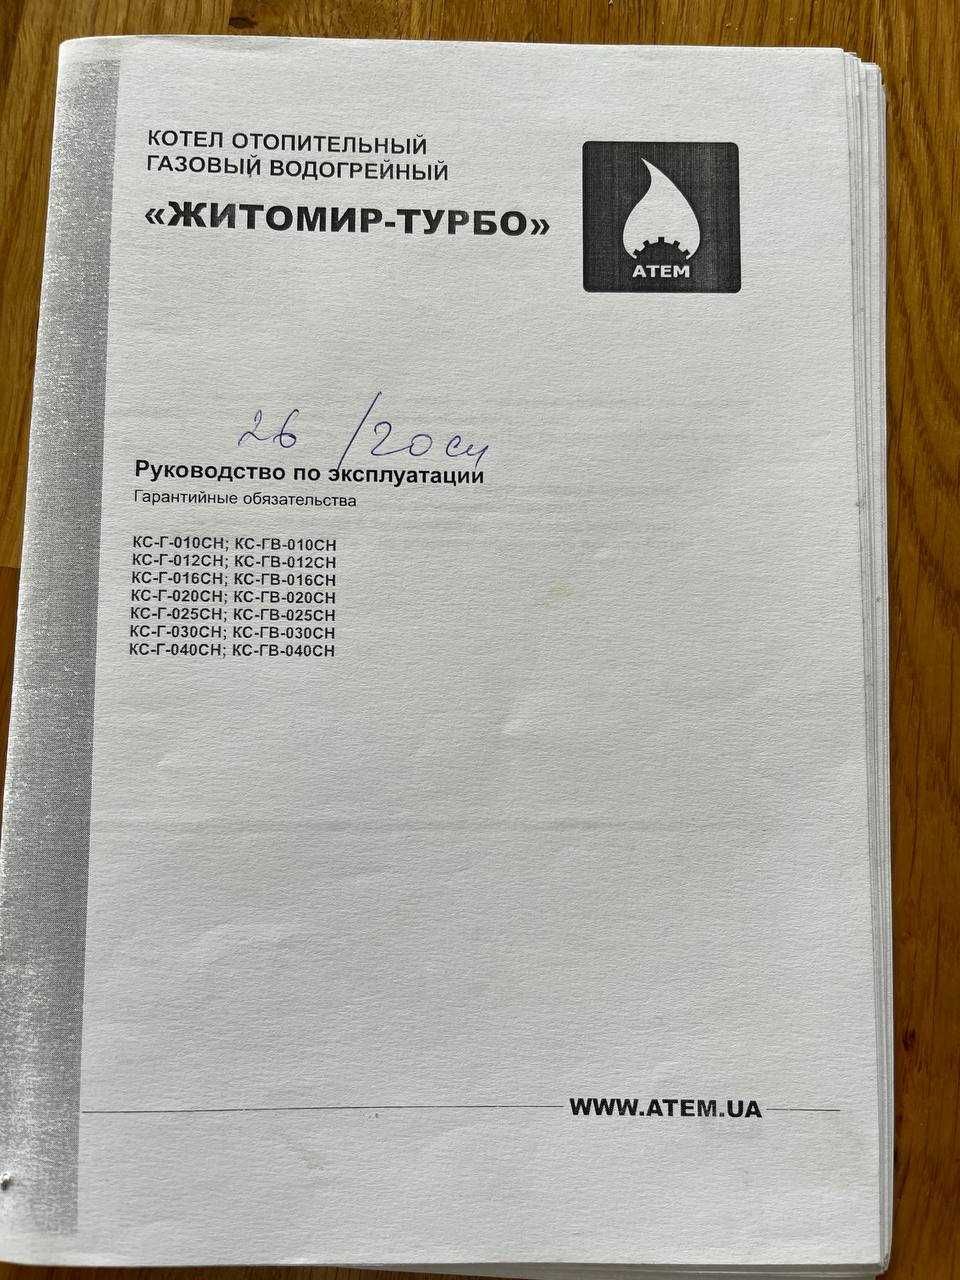 КОТЕЛ ОТОПИТЕЛЬНЫЙ
ГАЗОВЫЙ ВОДОГРЕЙНЫЙ
«ЖИТОМИР-ТУРБО»
АТЕМ
26 /20см
Руководство по эксплуатации
Гарантийные обязательства
КС-Г-010СН; КС-ГВ-010СН
КС-Г-012СН; КС-ГВ-012СН
КС-Г-016СН; КС-ГВ-016СН
КС-Г-020СН; КС-ГВ-020СН
КС-Г-025СН; КС-ГВ-025СН
КС-Г-030СН; КС-ГВ-030СН
КС-Г-040СН; КС-ГВ-040СН
WWW.ATEM.UA